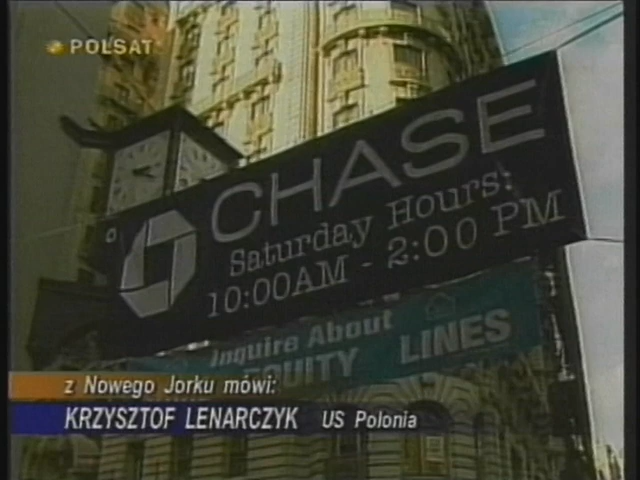 POLSAT
CHASE
Saturday Hours:
10:00AM - 2:00 PM
Inquire About
EQUITY LINES
z Nowego Jorku mówi:
KRZYSZTOF LENARCZYK US Polonia